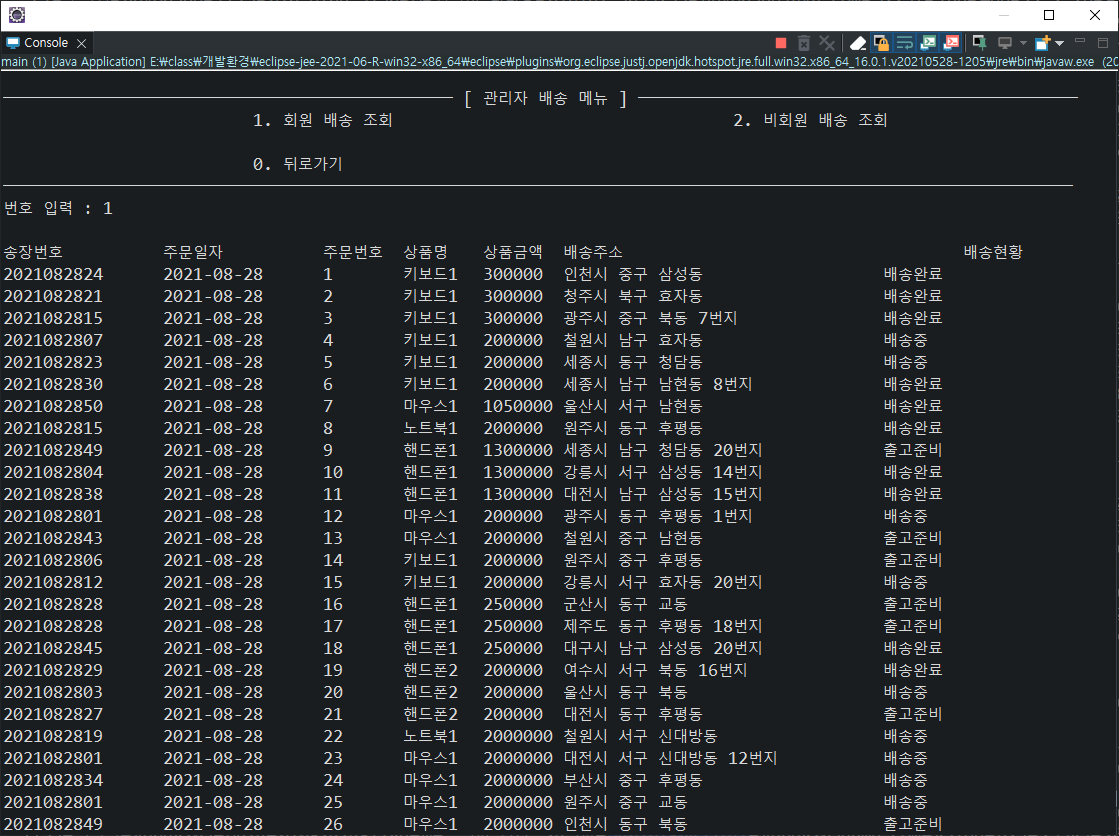 Console
main (1) [Java Application] E:\class\개발환경\eclipse-jee-2021-06-R-win32-x86_64\eclipse\plugins\org.eclipse.justj.openjdk.hotspot.jre.full.win32.x86_64_16.0.1.v20210528-1205\jre\bin\javaw.exe (20
[ 관리자 배송 메뉴 ]
1. 회원 배송 조회 2. 비회원 배송 조회
0. 뒤로가기
번호 입력 : 1
송장번호 주문일자 주문번호 상품명 상품금액 배송주소 배송현황
2021082824 2021-08-28 1 키보드1 300000 인천시 중구 삼성동 배송완료
2021082821 2021-08-28 2 키보드1 300000 청주시 북구 효자동 배송완료
2021082815 2021-08-28 3 키보드1 300000 광주시 중구 북동 7번지 배송완료
2021082807 2021-08-28 4 키보드1 200000 철원시 남구 효자동 배송중
2021082823 2021-08-28 5 키보드1 200000 세종시 동구 청담동 배송중
2021082830 2021-08-28 6 키보드1 200000 세종시 남구 남현동 8번지 배송완료
2021082850 2021-08-28 7 마우스1 1050000 울산시 서구 남현동 배송완료
2021082815 2021-08-28 8 노트북1 200000 원주시 동구 후평동 배송완료
2021082849 2021-08-28 9 핸드폰1 1300000 세종시 남구 청담동 20번지 출고준비
2021082804 2021-08-28 10 핸드폰1 1300000 강릉시 서구 삼성동 14번지 배송완료
2021082838 2021-08-28 11 핸드폰1 1300000 대전시 남구 삼성동 15번지 배송완료
2021082801 2021-08-28 12 마우스1 200000 광주시 동구 후평동 1번지 배송중
2021082843 2021-08-28 13 마우스1 200000 철원시 중구 남현동 출고준비
2021082806 2021-08-28 14 키보드1 200000 원주시 중구 후평동 출고준비
2021082812 2021-08-28 15 키보드1 200000 강릉시 서구 효자동 20번지 배송중
2021082828 2021-08-28 16 핸드폰1 250000 군산시 동구 교동 출고준비
2021082828 2021-08-28 17 핸드폰1 250000 제주도 동구 후평동 18번지 출고준비
2021082845 2021-08-28 18 핸드폰1 250000 대구시 남구 삼성동 20번지 배송완료
2021082829 2021-08-28 19 핸드폰2 200000 여수시 서구 북동 16번지 배송완료
2021082803 2021-08-28 20 핸드폰2 200000 울산시 동구 북동 배송중
2021082827 2021-08-28 21 핸드폰2 200000 대전시 동구 후평동 출고준비
2021082819 2021-08-28 22 노트북1 2000000 철원시 서구 신대방동 배송중
2021082801 2021-08-28 23 마우스1 2000000 대전시 서구 신대방동 12번지 배송중
2021082834 2021-08-28 24 마우스1 2000000 부산시 중구 후평동 배송중
2021082801 2021-08-28 25 마우스1 2000000 원주시 중구 교동 배송중
2021082849 2021-08-28 26 마우스1 2000000 인천시 동구 북동 출고준비